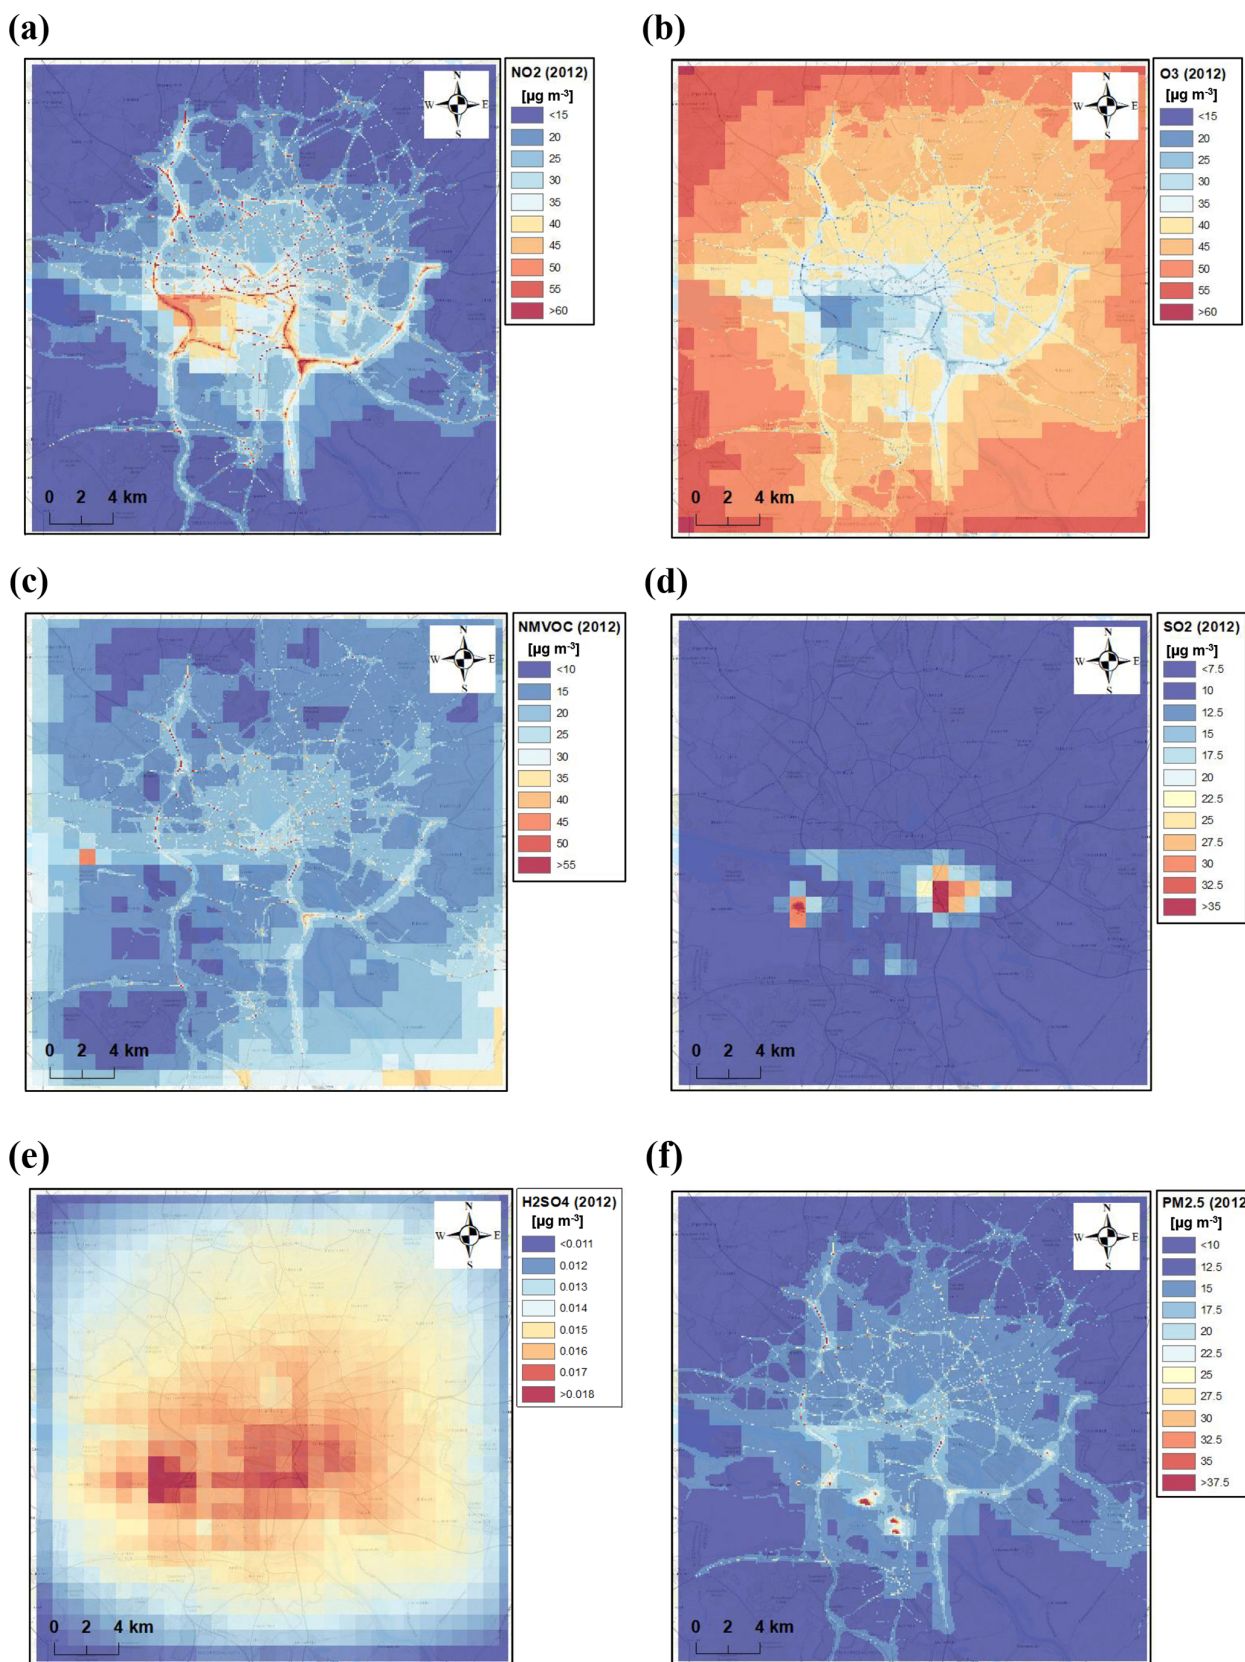 (a)
NO2 (2012)
[µg m-3]
<15
20
25
30
35
40
45
50
55
>60
N
W E
S
0 2 4 km
(b)
O3 (2012)
[µg m-3]
<15
20
25
30
35
40
45
50
55
>60
N
W E
S
0 2 4 km
(c)
NMVOC (2012)
[µg m-3]
<10
15
20
25
30
35
40
45
50
>55
N
W E
S
0 2 4 km
(d)
SO2 (2012)
[µg m-3]
<7.5
10
12.5
15
17.5
20
22.5
25
27.5
30
32.5
>35
N
W E
S
0 2 4 km
(e)
H2SO4 (2012)
[µg m-3]
<0.011
0.012
0.013
0.014
0.015
0.016
0.017
>0.018
N
W E
S
0 2 4 km
(f)
PM2.5 (2012
[µg m-3]
<10
12.5
15
17.5
20
22.5
25
27.5
30
32.5
35
>37.5
N
W E
S
0 2 4 km